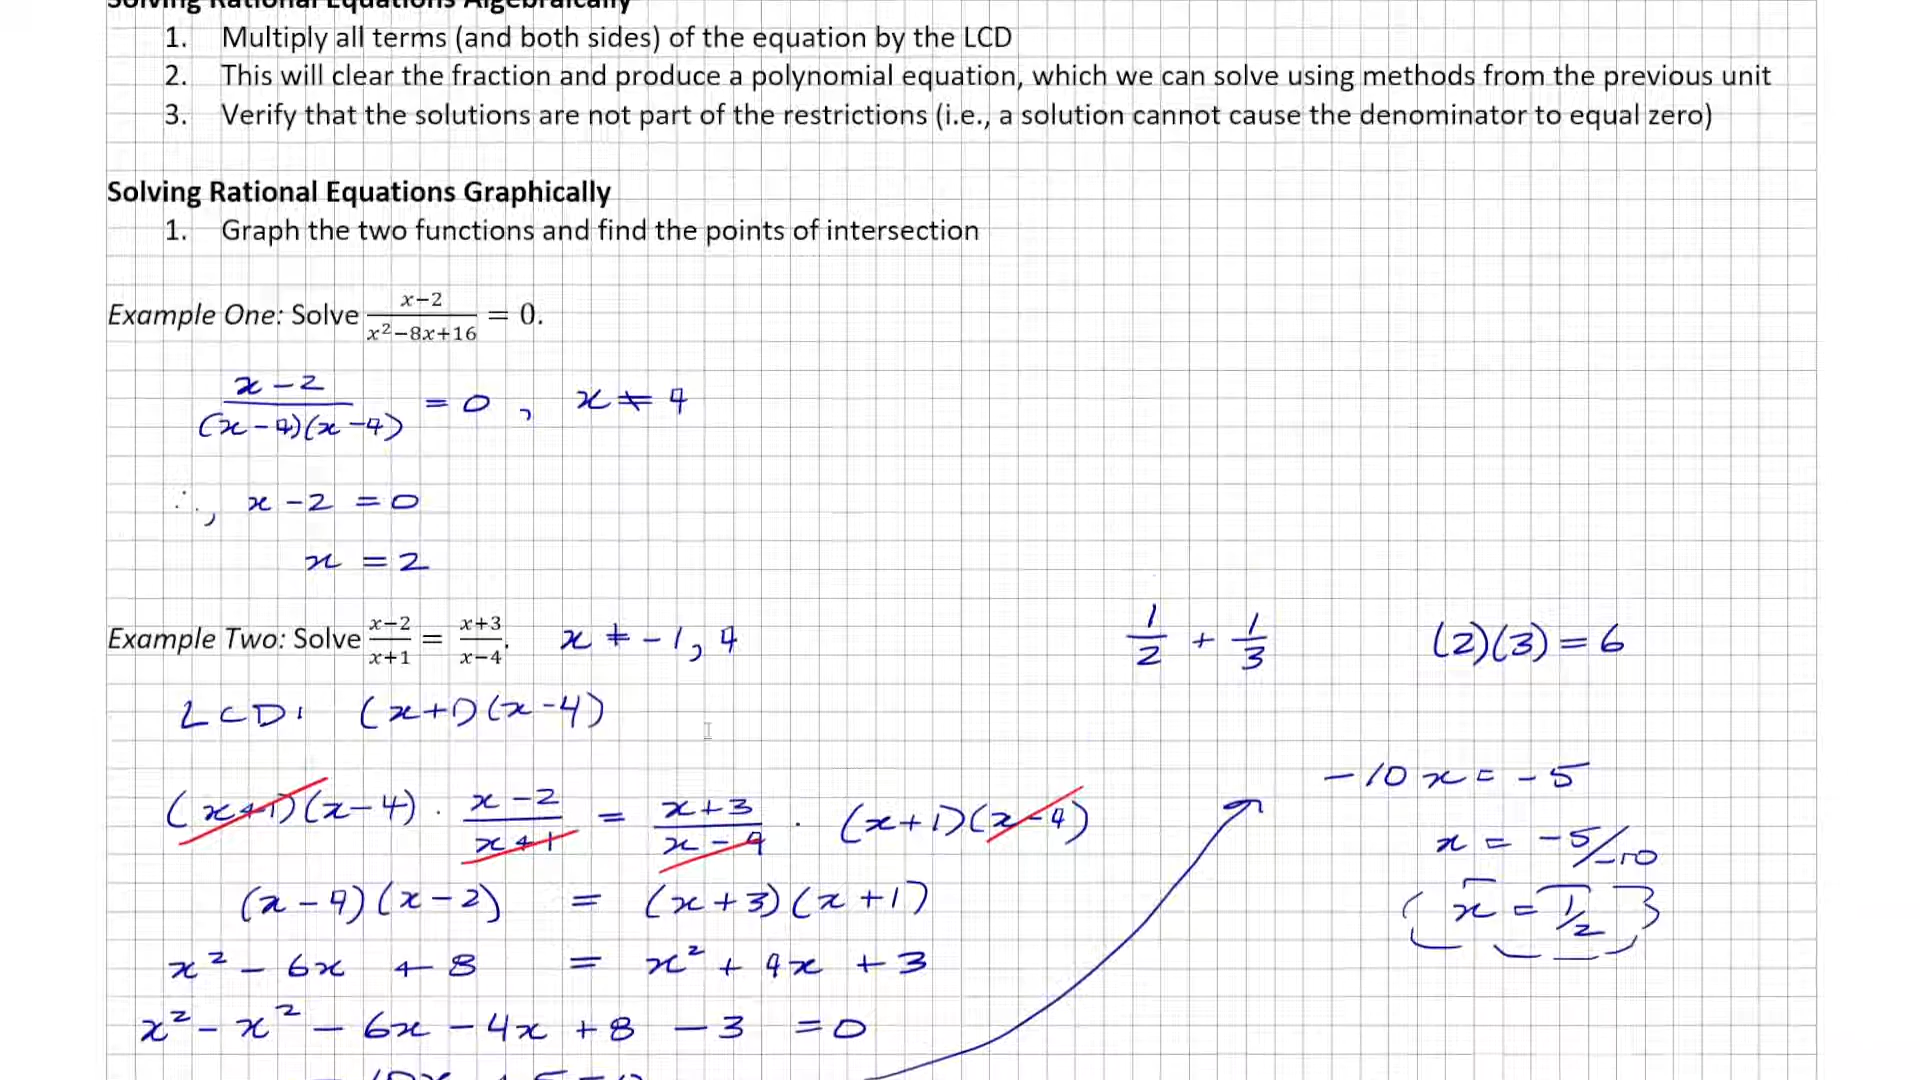 Solving Rational Equations Algebraically
1. Multiply all terms (and both sides) of the equation by the LCD
2. This will clear the fraction and produce a polynomial equation, which we can solve using methods from the previous unit
3. Verify that the solutions are not part of the restrictions (i.e., a solution cannot cause the denominator to equal zero)
Solving Rational Equations Graphically
1. Graph the two functions and find the points of intersection
Example One: Solve (x−2)/(x²−8x+16) = 0.
(x−2)/((x−4)(x−4)) = 0, x ≠ 4
∴, x − 2 = 0
x = 2
Example Two: Solve (x−2)/(x+1) = (x+3)/(x−4). x ≠ −1, 4
1/2 + 1/3 (2)(3) = 6
LCD: (x+1)(x−4)
(x+1)(x−4) · (x−2)/(x+1) = (x+3)/(x−4) · (x+1)(x−4)
(x−4)(x−2) = (x+3)(x+1)
x² − 6x + 8 = x² + 4x + 3
x² − x² − 6x − 4x + 8 − 3 = 0
−10x + 5 = 0
−10x = −5
x = −5/−10
x = 1/2